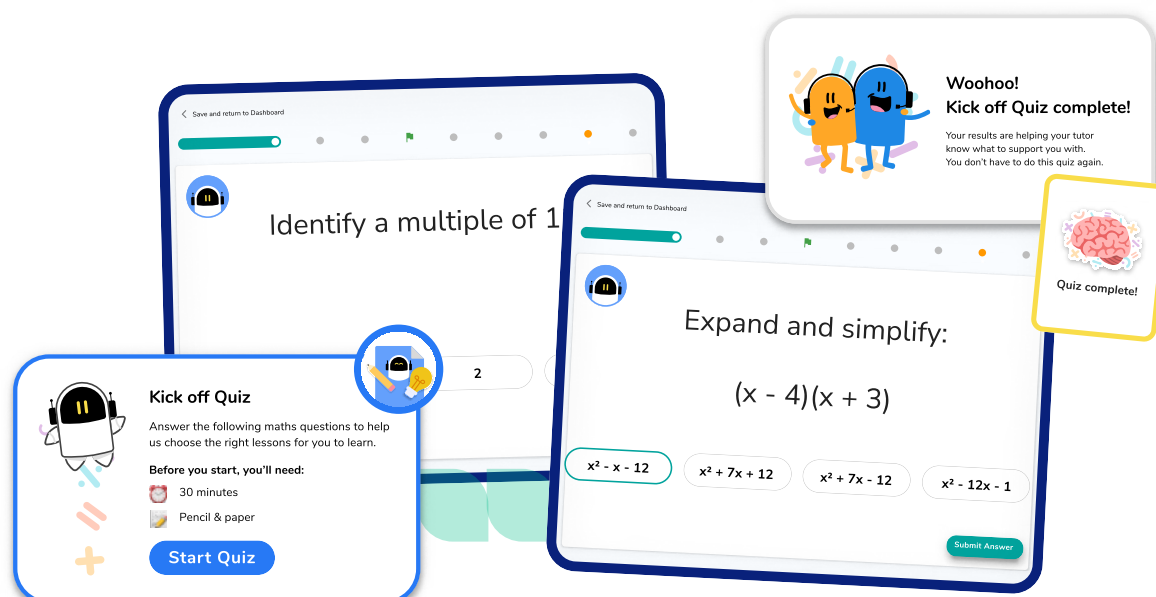 Save and return to Dashboard
Identify a multiple of 1
2
Woohoo!
Kick off Quiz complete!
Your results are helping your tutor
know what to support you with.
You don't have to do this quiz again.
Quiz complete!
Save and return to Dashboard
Expand and simplify:
(x - 4)(x + 3)
x² - x - 12
x² + 7x + 12
x² + 7x - 12
x² - 12x - 1
Submit Answer
Kick off Quiz
Answer the following maths questions to help
us choose the right lessons for you to learn.
Before you start, you'll need:
30 minutes
Pencil & paper
Start Quiz